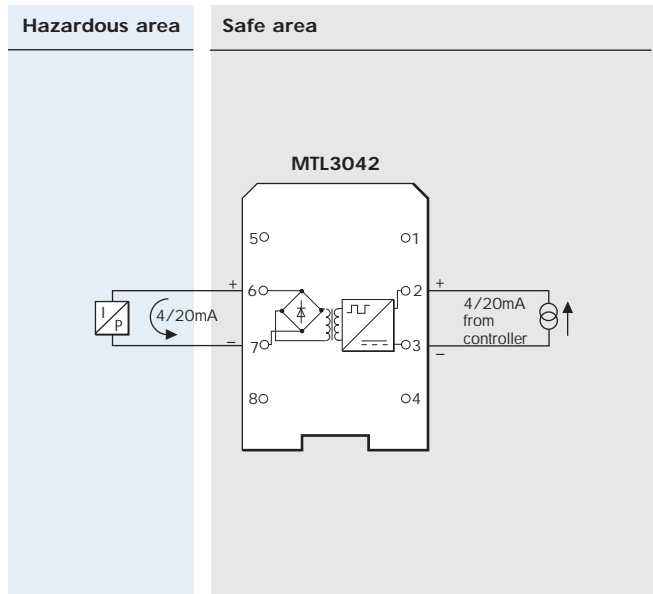 Hazardous area
Safe area
MTL3042
5
1
+
6
2
+
I
P
4/20mA
4/20mA
from
controller
–
7
3
–
8
4